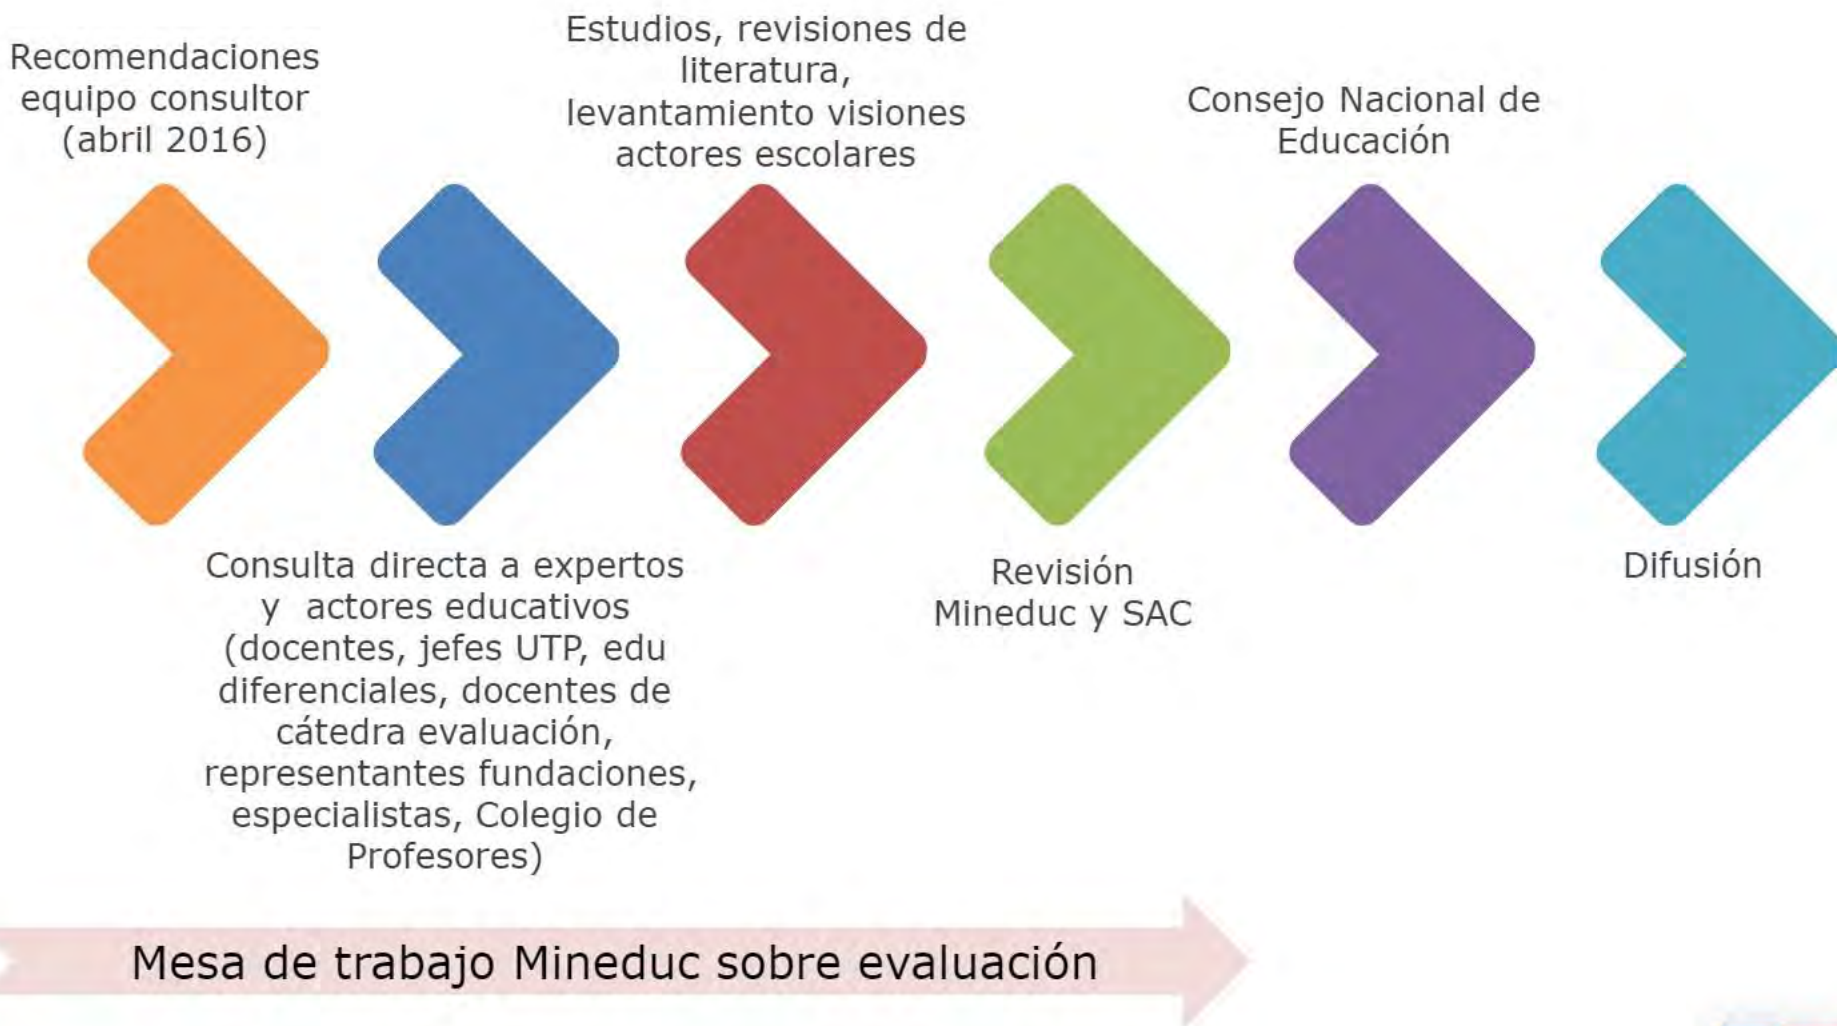 Recomendaciones
equipo consultor
(abril 2016)
Consulta directa a expertos
y actores educativos
(docentes, jefes UTP, edu
diferenciales, docentes de
cátedra evaluación,
representantes fundaciones,
especialistas, Colegio de
Profesores)
Estudios, revisiones de
literatura,
levantamiento visiones
actores escolares
Revisión
Mineduc y SAC
Consejo Nacional de
Educación
Difusión
Mesa de trabajo Mineduc sobre evaluación